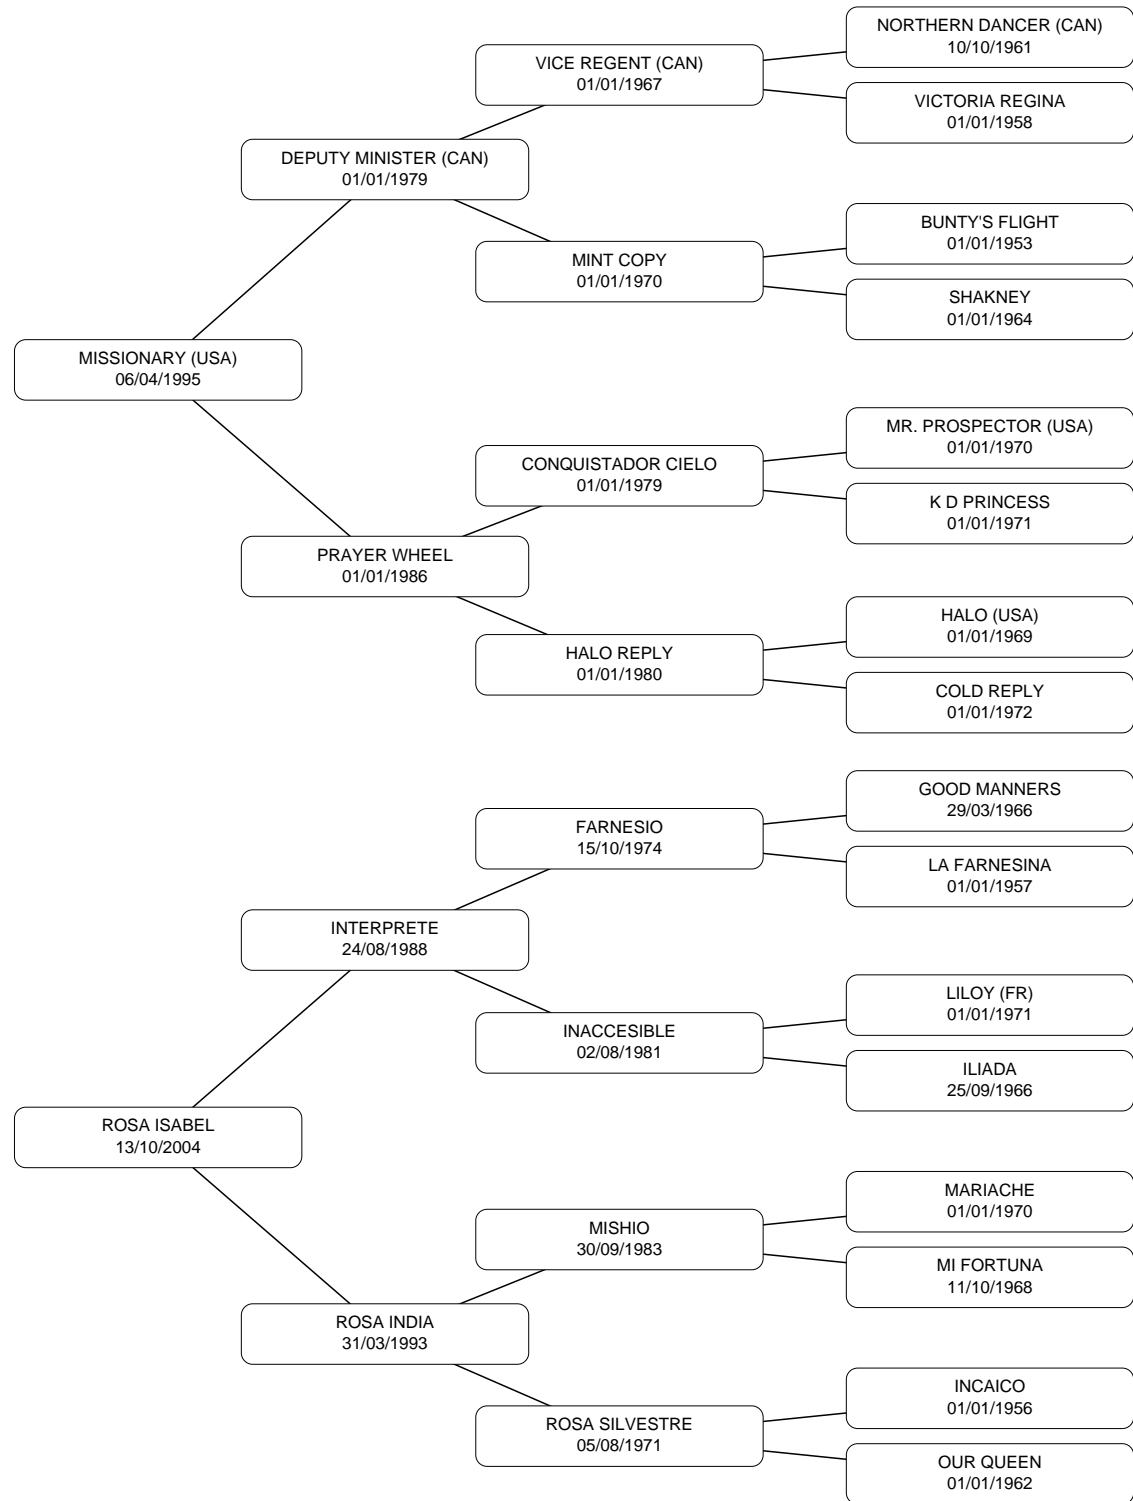 NORTHERN DANCER (CAN)
10/10/1961
VICE REGENT (CAN)
01/01/1967
VICTORIA REGINA
01/01/1958
DEPUTY MINISTER (CAN)
01/01/1979
BUNTY'S FLIGHT
01/01/1953
MINT COPY
01/01/1970
SHAKNEY
01/01/1964
MISSIONARY (USA)
06/04/1995
MR. PROSPECTOR (USA)
01/01/1970
CONQUISTADOR CIELO
01/01/1979
K D PRINCESS
01/01/1971
PRAYER WHEEL
01/01/1986
HALO (USA)
01/01/1969
HALO REPLY
01/01/1980
COLD REPLY
01/01/1972
GOOD MANNERS
29/03/1966
FARNESIO
15/10/1974
LA FARNESINA
01/01/1957
INTERPRETE
24/08/1988
LILOY (FR)
01/01/1971
INACCESIBLE
02/08/1981
ILIADA
25/09/1966
ROSA ISABEL
13/10/2004
MARIACHE
01/01/1970
MISHIO
30/09/1983
MI FORTUNA
11/10/1968
ROSA INDIA
31/03/1993
INCAICO
01/01/1956
ROSA SILVESTRE
05/08/1971
OUR QUEEN
01/01/1962